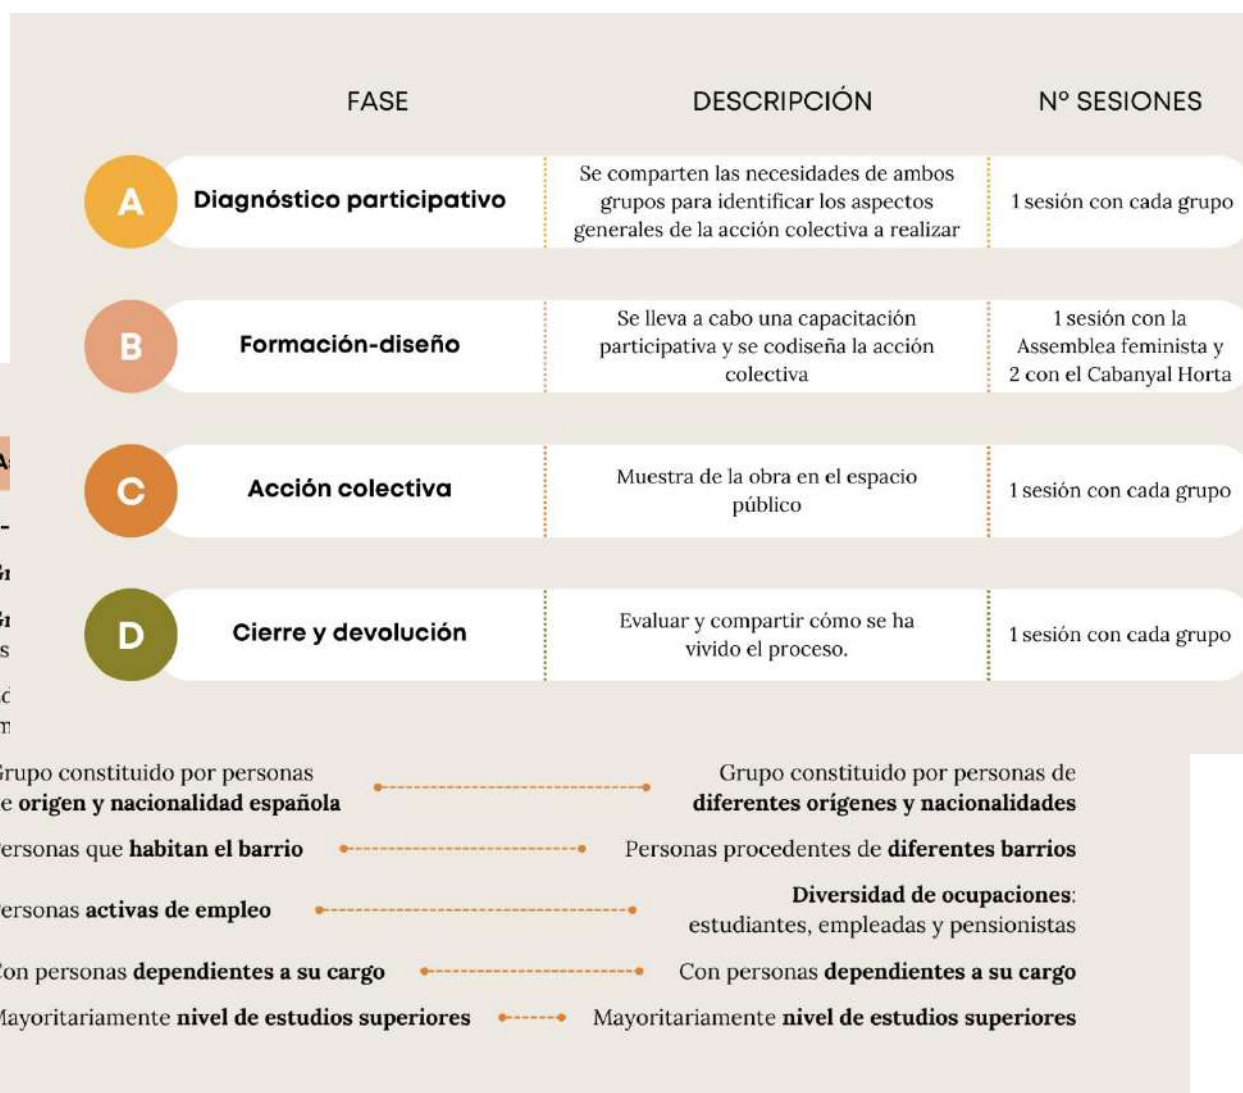 FASE DESCRIPCIÓN Nº SESIONES
A Diagnóstico participativo
Se comparten las necesidades de ambos
grupos para identificar los aspectos
generales de la acción colectiva a realizar
1 sesión con cada grupo
B Formación-diseño
Se lleva a cabo una capacitación
participativa y se codiseña la acción
colectiva
1 sesión con la
Assemblea feminista y
2 con el Cabanyal Horta
C Acción colectiva
Muestra de la obra en el espacio
público
1 sesión con cada grupo
D Cierre y devolución
Evaluar y compartir cómo se ha
vivido el proceso.
1 sesión con cada grupo
Grupo constituido por personas
de origen y nacionalidad española
Grupo constituido por personas de
diferentes orígenes y nacionalidades
Personas que habitan el barrio
Personas procedentes de diferentes barrios
Personas activas de empleo
Diversidad de ocupaciones:
estudiantes, empleadas y pensionistas
Con personas dependientes a su cargo
Con personas dependientes a su cargo
Mayoritariamente nivel de estudios superiores
Mayoritariamente nivel de estudios superiores